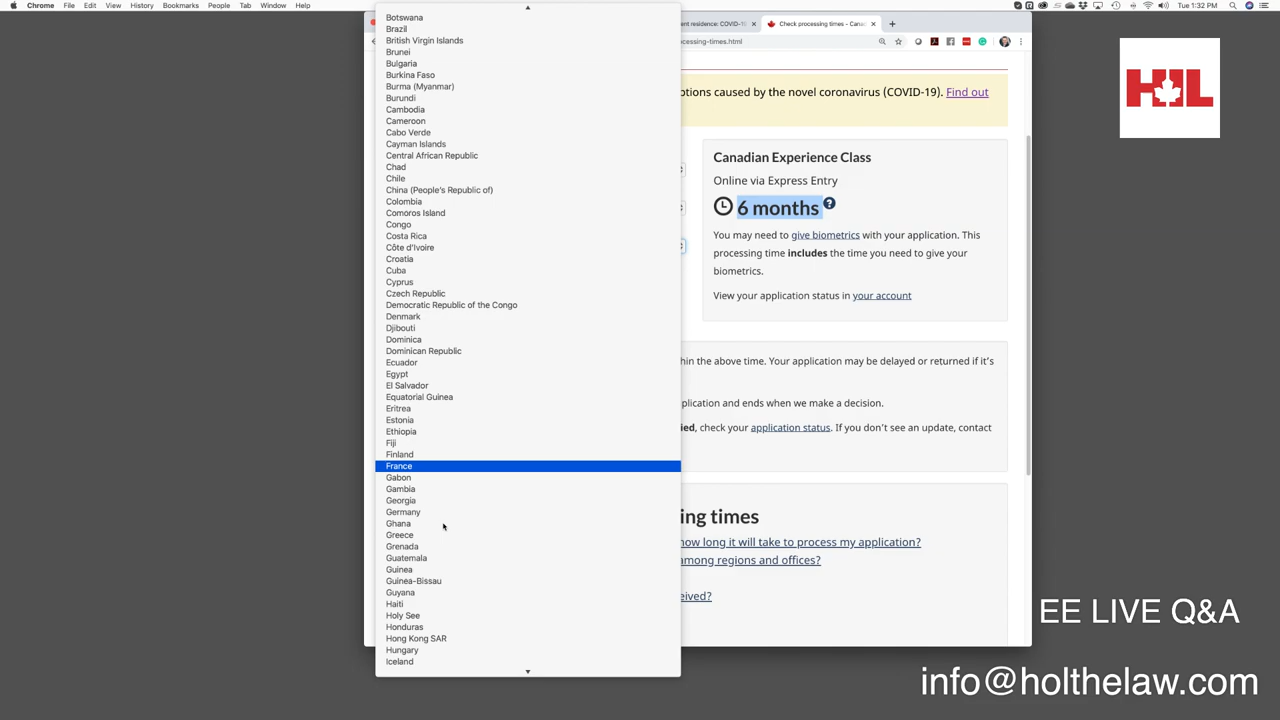 Chrome File Edit View History Bookmarks People Tab Window Help
Tue 1:32 PM
Botswana
Brazil
British Virgin Islands
Brunei
Bulgaria
Burkina Faso
Burma (Myanmar)
Burundi
Cambodia
Cameroon
Cabo Verde
Cayman Islands
Central African Republic
Chad
Chile
China (People's Republic of)
Colombia
Comoros Island
Congo
Costa Rica
Côte d'Ivoire
Croatia
Cuba
Cyprus
Czech Republic
Democratic Republic of the Congo
Denmark
Djibouti
Dominica
Dominican Republic
Ecuador
Egypt
El Salvador
Equatorial Guinea
Eritrea
Estonia
Ethiopia
Fiji
Finland
France
Gabon
Gambia
Georgia
Germany
Ghana
Greece
Grenada
Guatemala
Guinea
Guinea-Bissau
Guyana
Haiti
Holy See
Honduras
Hong Kong SAR
Hungary
Iceland
ent residence: COVID-19
Check processing times - Cana
cessing-times.html
ptions caused by the novel coronavirus (COVID-19). Find out
Canadian Experience Class
Online via Express Entry
6 months
You may need to give biometrics with your application. This
processing time includes the time you need to give your
biometrics.
View your application status in your account
hin the above time. Your application may be delayed or returned if it's
plication and ends when we make a decision.
ied, check your application status. If you don't see an update, contact
ing times
how long it will take to process my application?
among regions and offices?
eived?
HL
EE LIVE Q&A
info@holthelaw.com